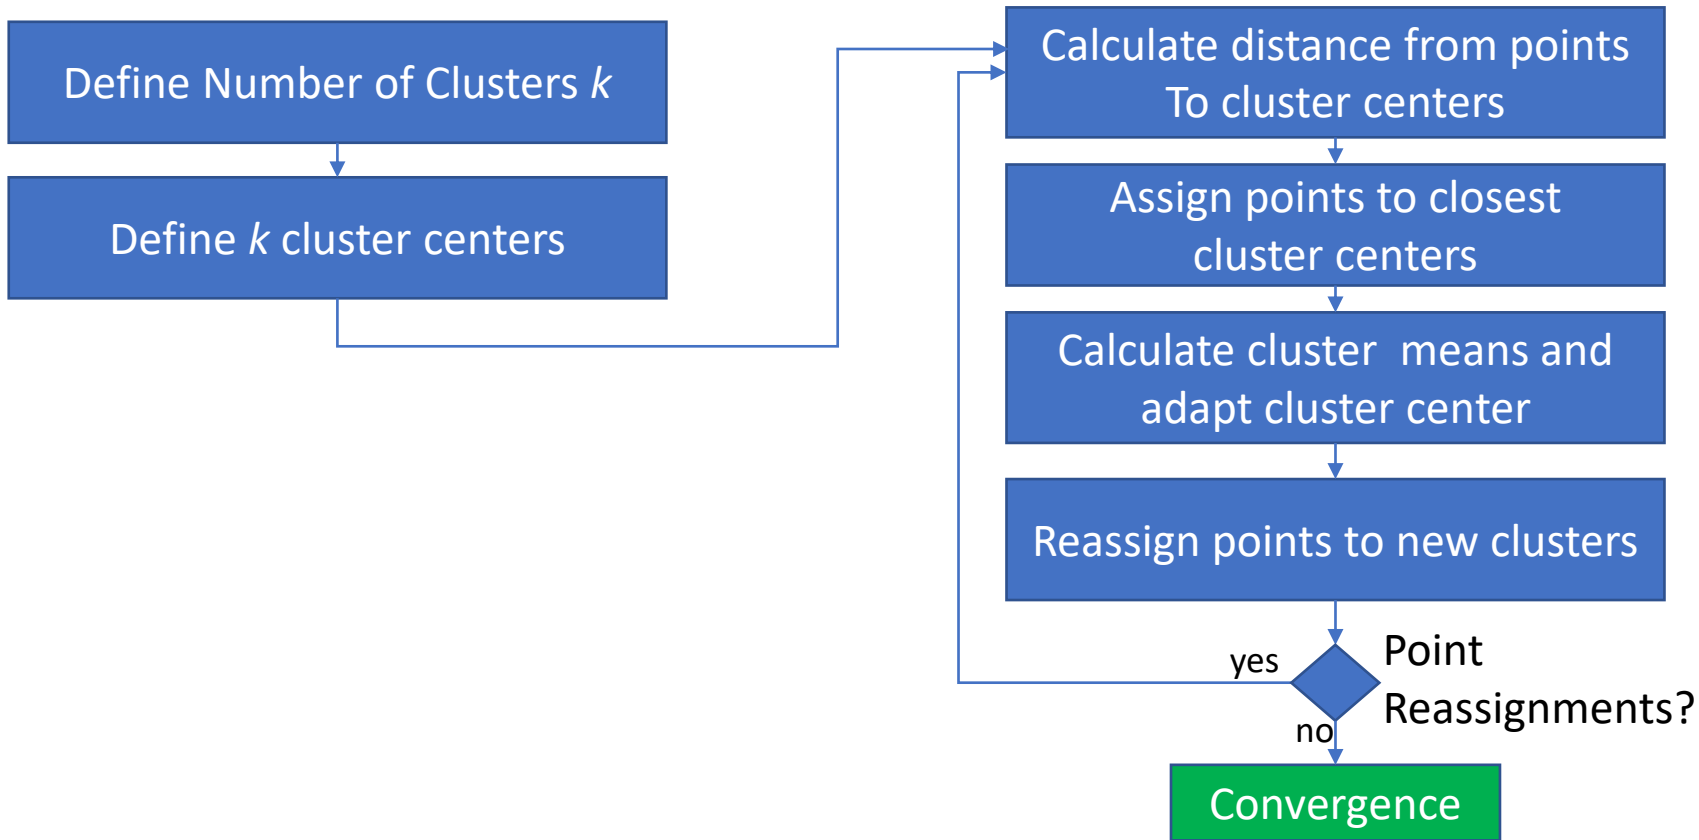 Define Number of Clusters k
Define k cluster centers
Calculate distance from points
To cluster centers
Assign points to closest
cluster centers
Calculate cluster  means and
adapt cluster center
Reassign points to new clusters
Point
Reassignments?
yes
no
Convergence